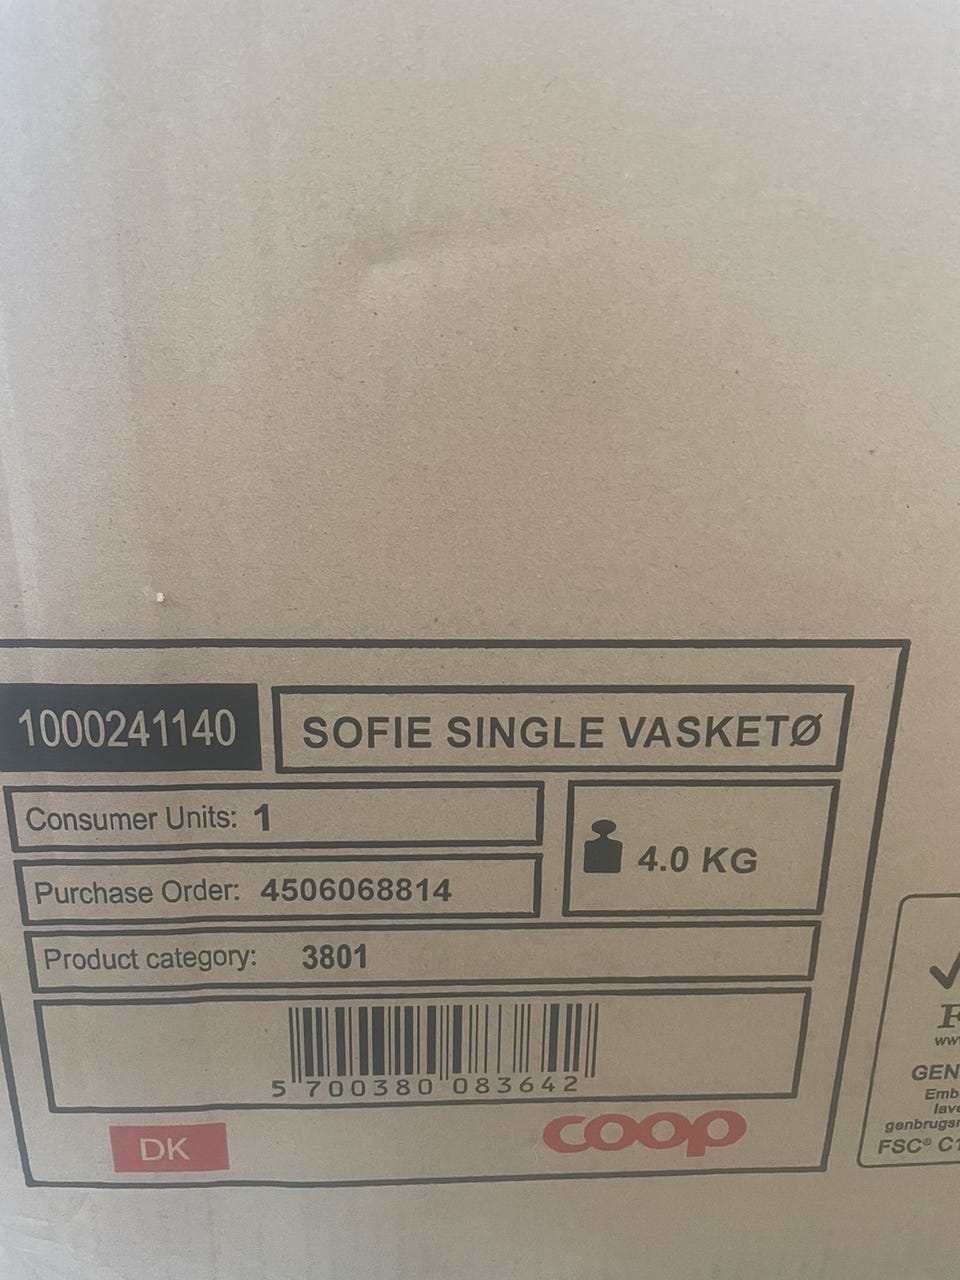 1000241140
SOFIE SINGLE VASKETØ
Consumer Units: 1
4.0 KG
Purchase Order: 4506068814
Product category: 3801
5 700380 083642
DK
coop
F
GEN
FSC®